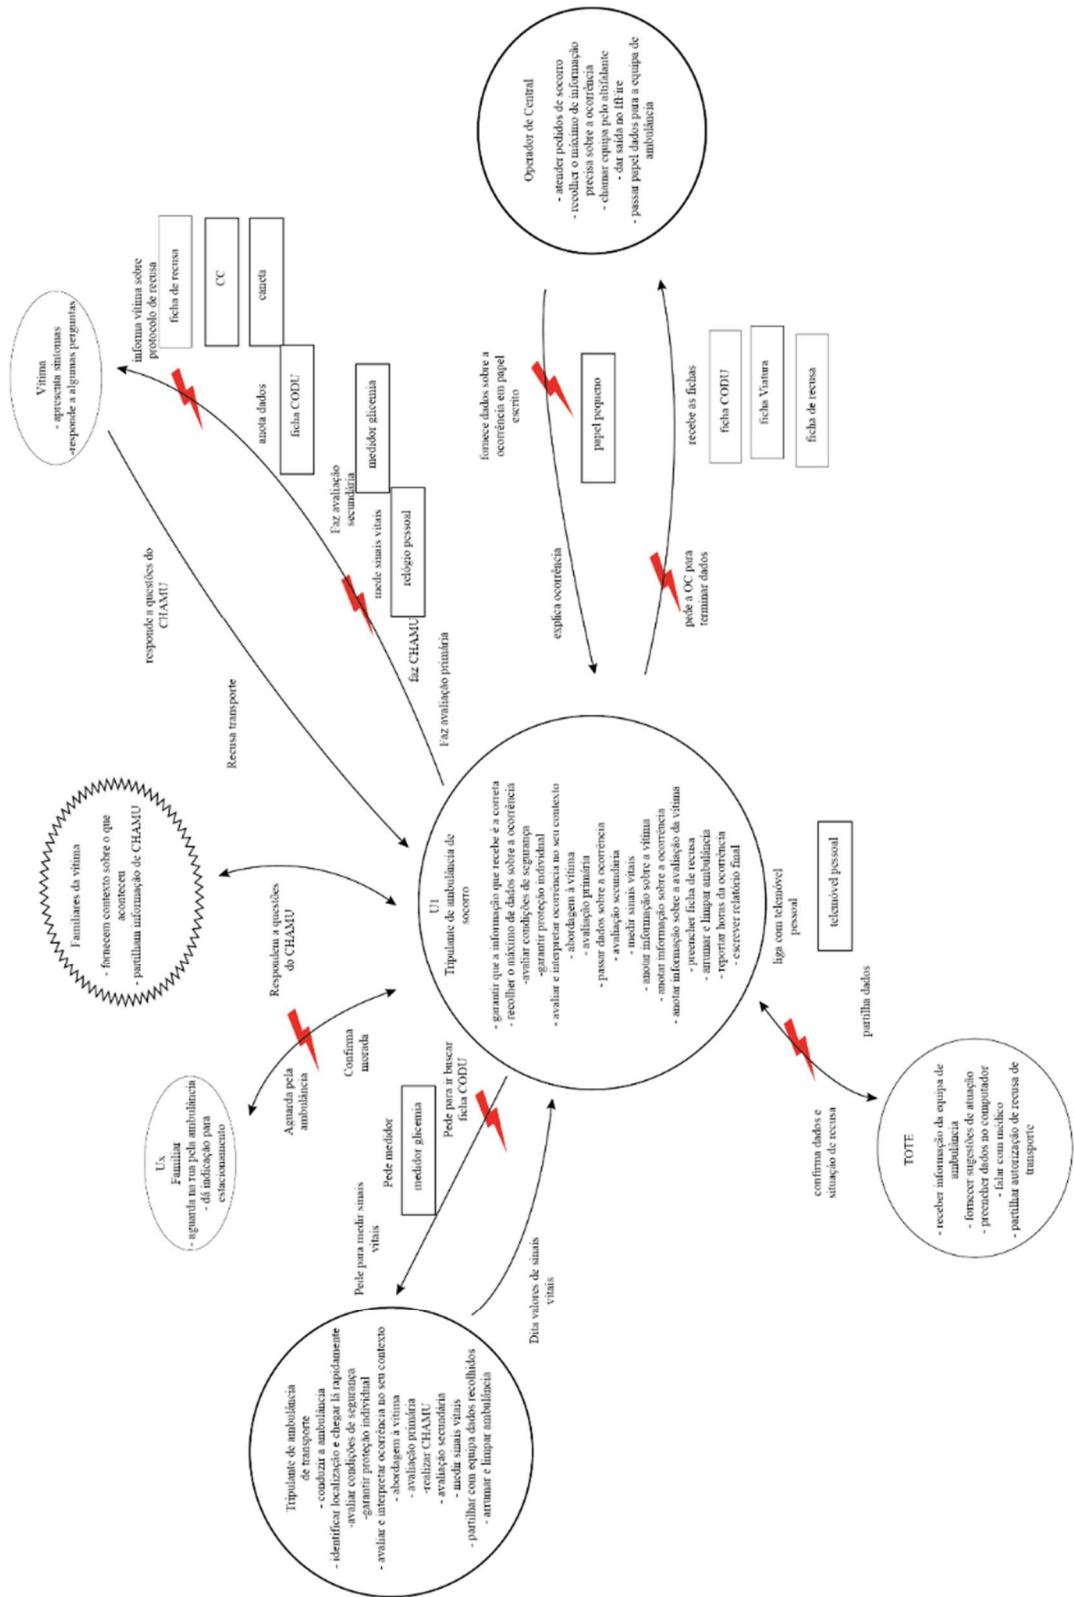 Tripulante de ambulância
de transporte
- conduzir a ambulância
- identificar localização e chegar lá rapidamente
-avaliar condições de segurança
-garantir proteção individual
- avaliar e interpretar ocorrência no seu contexto
- abordagem à vítima
- avaliação primária
-realizar CHAMU
- avaliação secundária
- medir sinais vitais
- partilhar com equipa dados recolhidos
- arrumar e limpar ambulância
Ux
Familiar
- aguarda na rua pela ambulância
- dá indicação para
estacionamento
Aguarda pela
ambulância
Confirma
morada
Familiares da vítima
- fornecem contexto sobre o que
aconteceu
- partilham informação de CHAMU
Respondem a questões
do CHAMU
Vítima
- apresenta sintomas
-responde a algumas perguntas
responde a questões do
CHAMU
Recusa transporte
informa vítima sobre
protocolo de recusa
ficha de recusa
CC
caneta
anota dados
ficha CODU
Faz avaliação
secundária
medidor glicemia
mede sinais vitais
relógio pessoal
faz CHAMU
Faz avaliação primária
Pede para medir sinais
vitais
Pede medidor
medidor glicemia
Pede para ir buscar
ficha CODU
Dita valores de sinais
vitais
U1
Tripulante de ambulância de
socorro
- garantir que a informação que recebe é a correta
- recolher o máximo de dados sobre a ocorrência
-avaliar condições de segurança
-garantir proteção individual
- avaliar e interpretar ocorrência no seu contexto
- abordagem à vítima
- avaliação primária
- passar dados sobre a ocorrência
- avaliação secundária
- medir sinais vitais
- anotar informação sobre a vítima
- anotar informação sobre a ocorrência
- anotar informação sobre a avaliação da vítima
- preencher ficha de recusa
- arrumar e limpar ambulância
- reportar horas da ocorrência
- escrever relatório final
fornece dados sobre a
ocorrência em papel
escrito
papel pequeno
explica ocorrência
recebe as fichas
ficha CODU
ficha Viatura
ficha de recusa
pede a OC para
terminar dados
Operador de Central
- atender pedidos de socorro
- recolher o máximo de informação
precisa sobre a ocorrência
- chamar equipa pelo altifalante
- dar saída no
- passar papel dados para a equipa de
ambulância
liga com telemóvel
pessoal
telemóvel pessoal
partilha dados
confirma dados e
situação de recusa
TOTE
- receber informação da equipa de
ambulância
- fornecer sugestões de atuação
- preencher dados no computador
- falar com médico
- partilhar autorização de recusa de
transporte